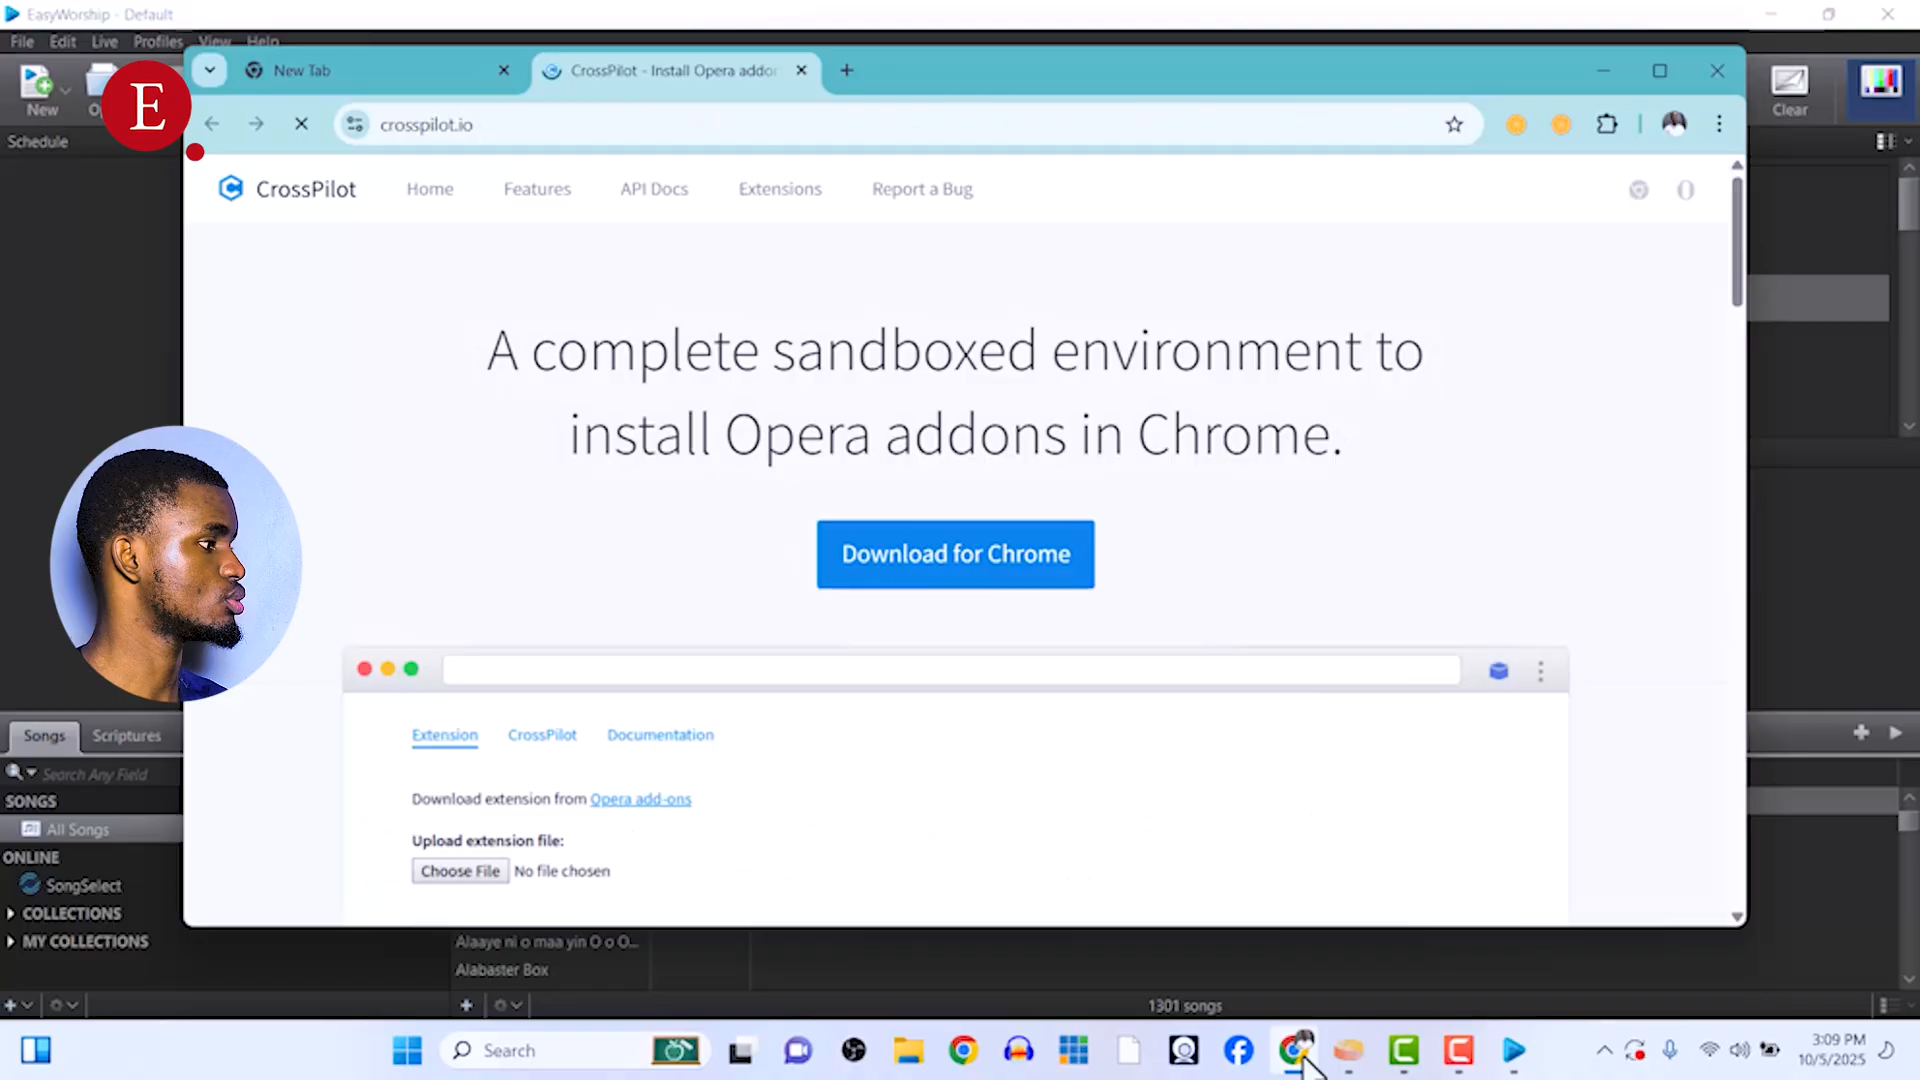 EasyWorship - Default
File Edit Live Profiles View Help
New Tab
CrossPilot - Install Opera addon
New
E
Clear
crosspilot.io
Schedule
CrossPilot Home Features API Docs Extensions Report a Bug
A complete sandboxed environment to
install Opera addons in Chrome.
Download for Chrome
Extension CrossPilot Documentation
Download extension from Opera add-ons
Upload extension file:
Choose File No file chosen
Songs Scriptures
Search Any Field
SONGS
All Songs
ONLINE
SongSelect
COLLECTIONS
MY COLLECTIONS
Alaaye ni o maa yin O o O...
Alabaster Box
1301 songs
Search
3:09 PM
10/5/2025